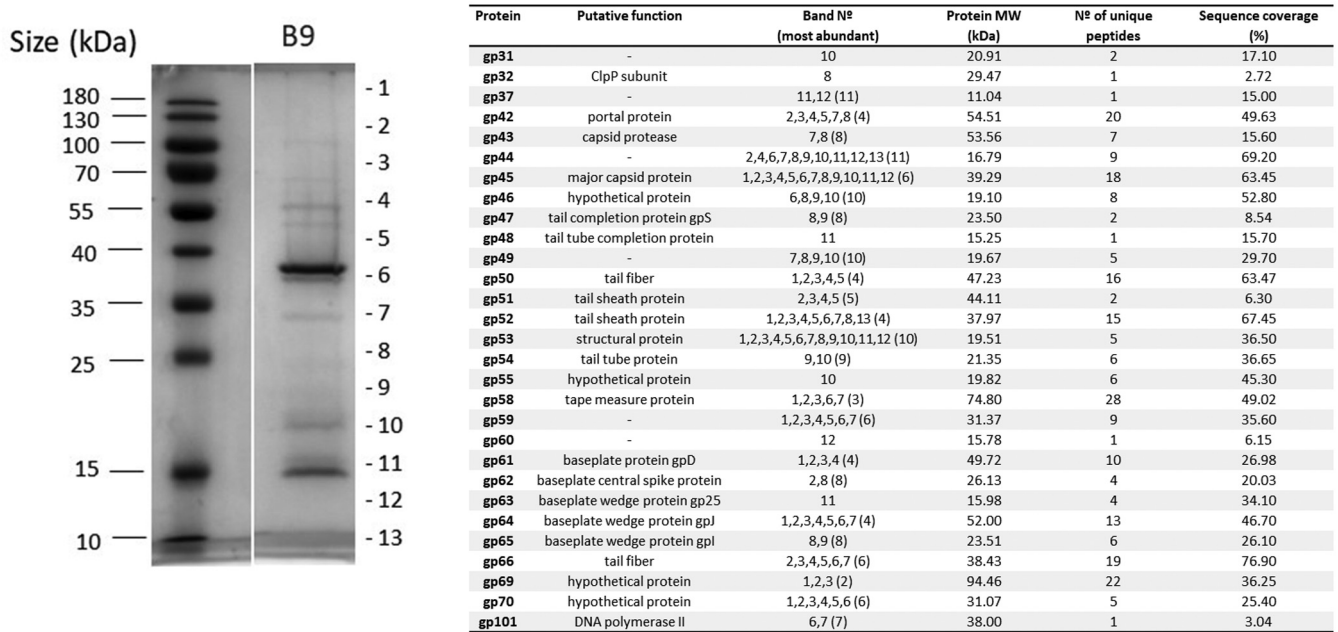 Size (kDa)
B9
180
130
100
70
55
40
35
25
15
10
- 1
- 2
- 3
- 4
- 5
- 6
- 7
- 8
- 9
- 10
- 11
- 12
- 13
Protein Putative function Band Nº (most abundant) Protein MW (kDa) Nº of unique peptides Sequence coverage (%)
gp31 - 10 20.91 2 17.10
gp32 ClpP subunit 8 29.47 1 2.72
gp37 - 11,12 (11) 11.04 1 15.00
gp42 portal protein 2,3,4,5,7,8 (4) 54.51 20 49.63
gp43 capsid protease 7,8 (8) 53.56 7 15.60
gp44 - 2,4,6,7,8,9,10,11,12,13 (11) 16.79 9 69.20
gp45 major capsid protein 1,2,3,4,5,6,7,8,9,10,11,12 (6) 39.29 18 63.45
gp46 hypothetical protein 6,8,9,10 (10) 19.10 8 52.80
gp47 tail completion protein gpS 8,9 (8) 23.50 2 8.54
gp48 tail tube completion protein 11 15.25 1 15.70
gp49 - 7,8,9,10 (10) 19.67 5 29.70
gp50 tail fiber 1,2,3,4,5 (4) 47.23 16 63.47
gp51 tail sheath protein 2,3,4,5 (5) 44.11 2 6.30
gp52 tail sheath protein 1,2,3,4,5,6,7,8,13 (4) 37.97 15 67.45
gp53 structural protein 1,2,3,4,5,6,7,8,9,10,11,12 (10) 19.51 5 36.50
gp54 tail tube protein 9,10 (9) 21.35 6 36.65
gp55 hypothetical protein 10 19.82 6 45.30
gp58 tape measure protein 1,2,3,6,7 (3) 74.80 28 49.02
gp59 - 1,2,3,4,5,6,7 (6) 31.37 9 35.60
gp60 - 12 15.78 1 6.15
gp61 baseplate protein gpD 1,2,3,4 (4) 49.72 10 26.98
gp62 baseplate central spike protein 2,8 (8) 26.13 4 20.03
gp63 baseplate wedge protein gp25 11 15.98 4 34.10
gp64 baseplate wedge protein gpJ 1,2,3,4,5,6,7 (4) 52.00 13 46.70
gp65 baseplate wedge protein gpI 8,9 (8) 23.51 6 26.10
gp66 tail fiber 2,3,4,5,6,7 (6) 38.43 19 76.90
gp69 hypothetical protein 1,2,3 (2) 94.46 22 36.25
gp70 hypothetical protein 1,2,3,4,5,6 (6) 31.07 5 25.40
gp101 DNA polymerase II 6,7 (7) 38.00 1 3.04